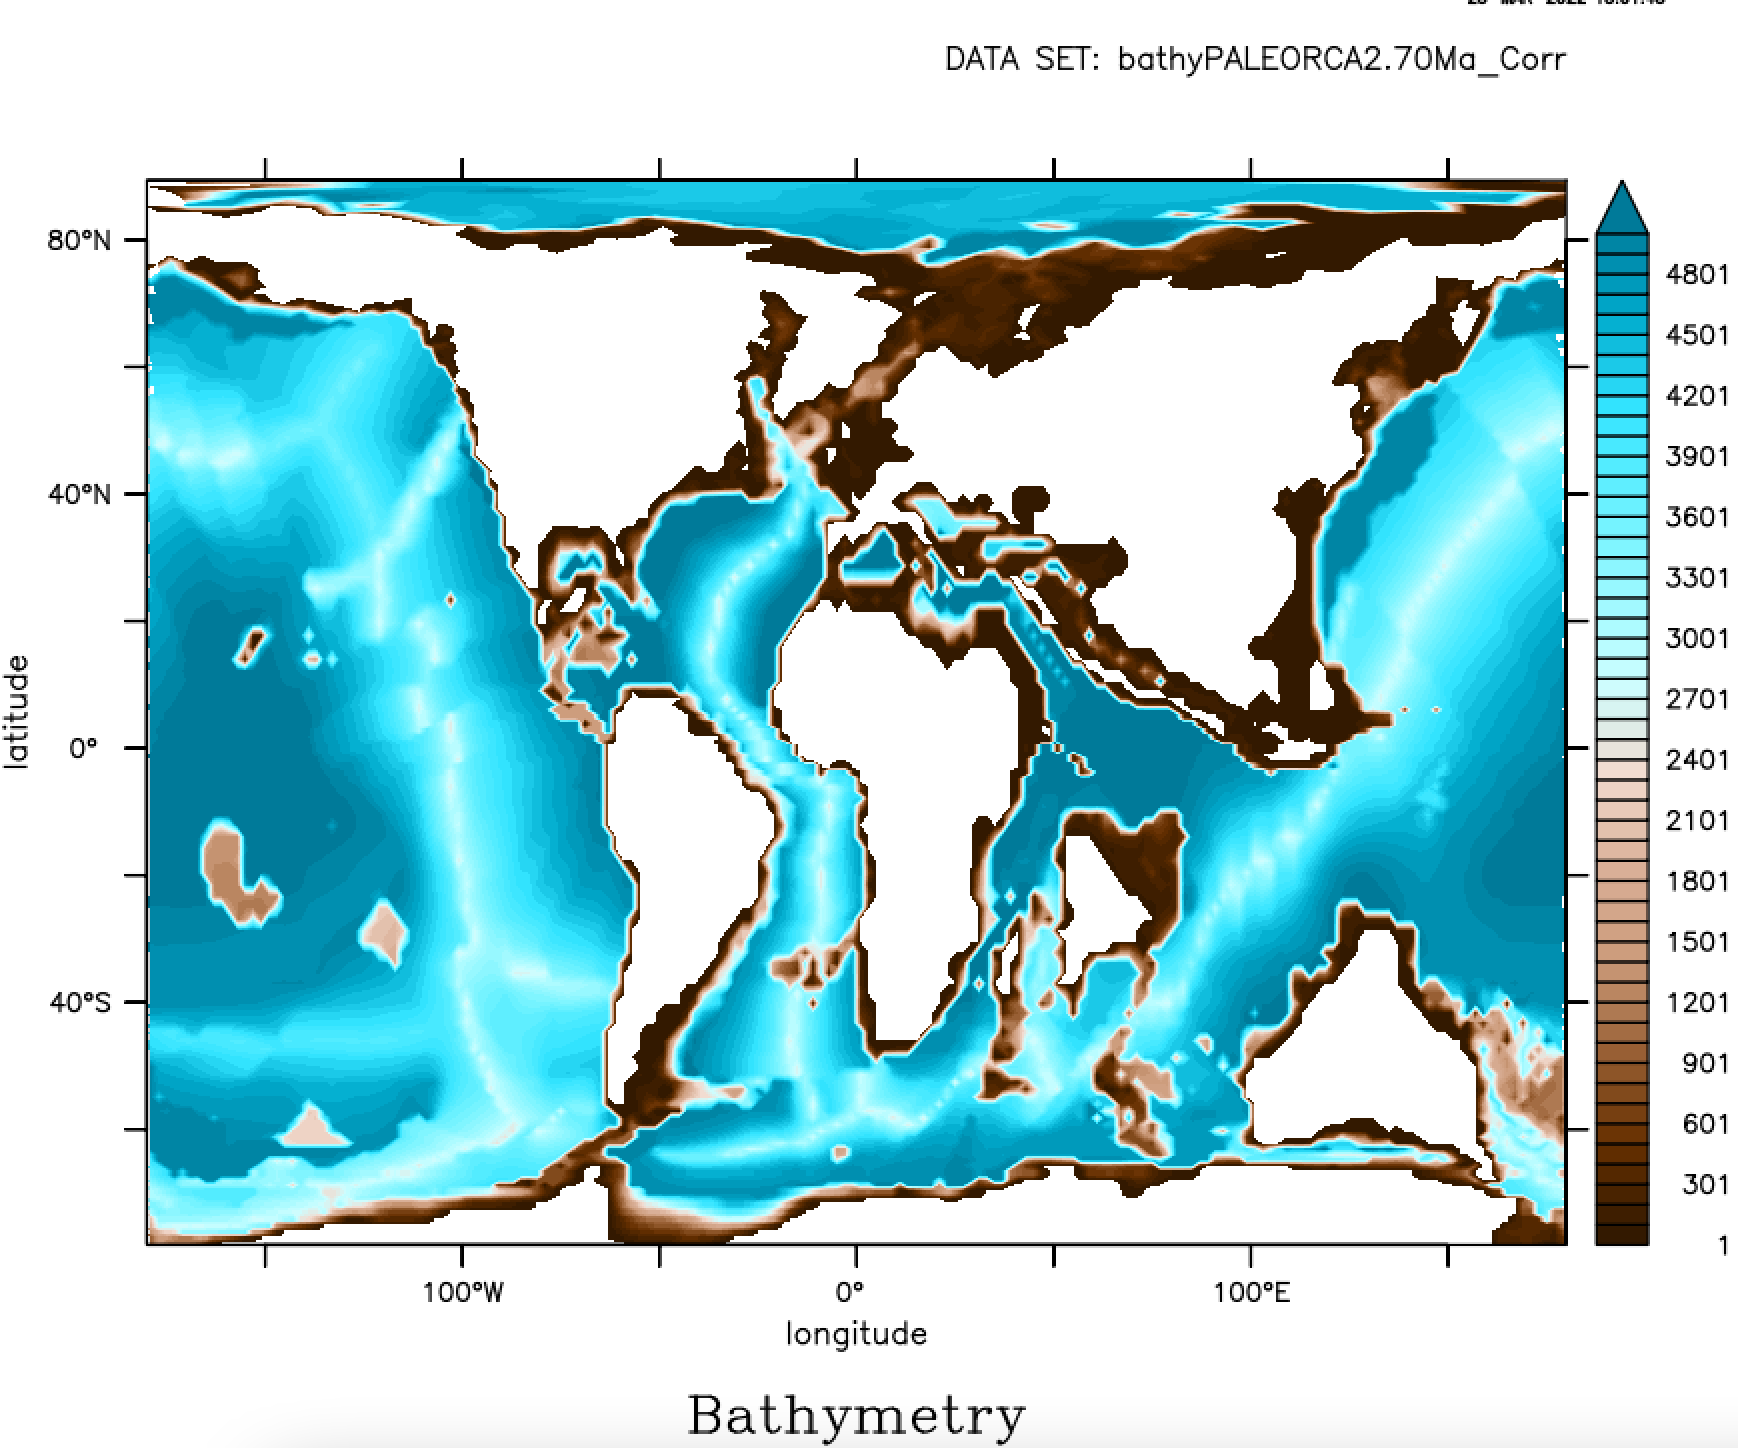 DATA SET: bathyPALEORCA2.70Ma_Corr
80°N
40°N
0°
40°S
latitude
100°W
0°
100°E
longitude
4801
4501
4201
3901
3601
3301
3001
2701
2401
2101
1801
1501
1201
901
601
301
1
Bathymetry